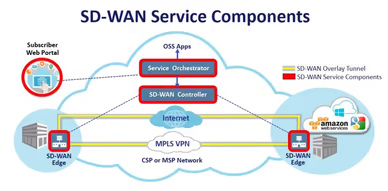 SD-WAN Service Components
Subscriber
Web Portal
OSS Apps
Service Orchestrator
SD-WAN Controller
SD-WAN Overlay Tunnel
SD-WAN Service Components
Internet
MPLS VPN
CSP or MSP Network
SD-WAN
Edge
SD-WAN
Edge
amazon
web services